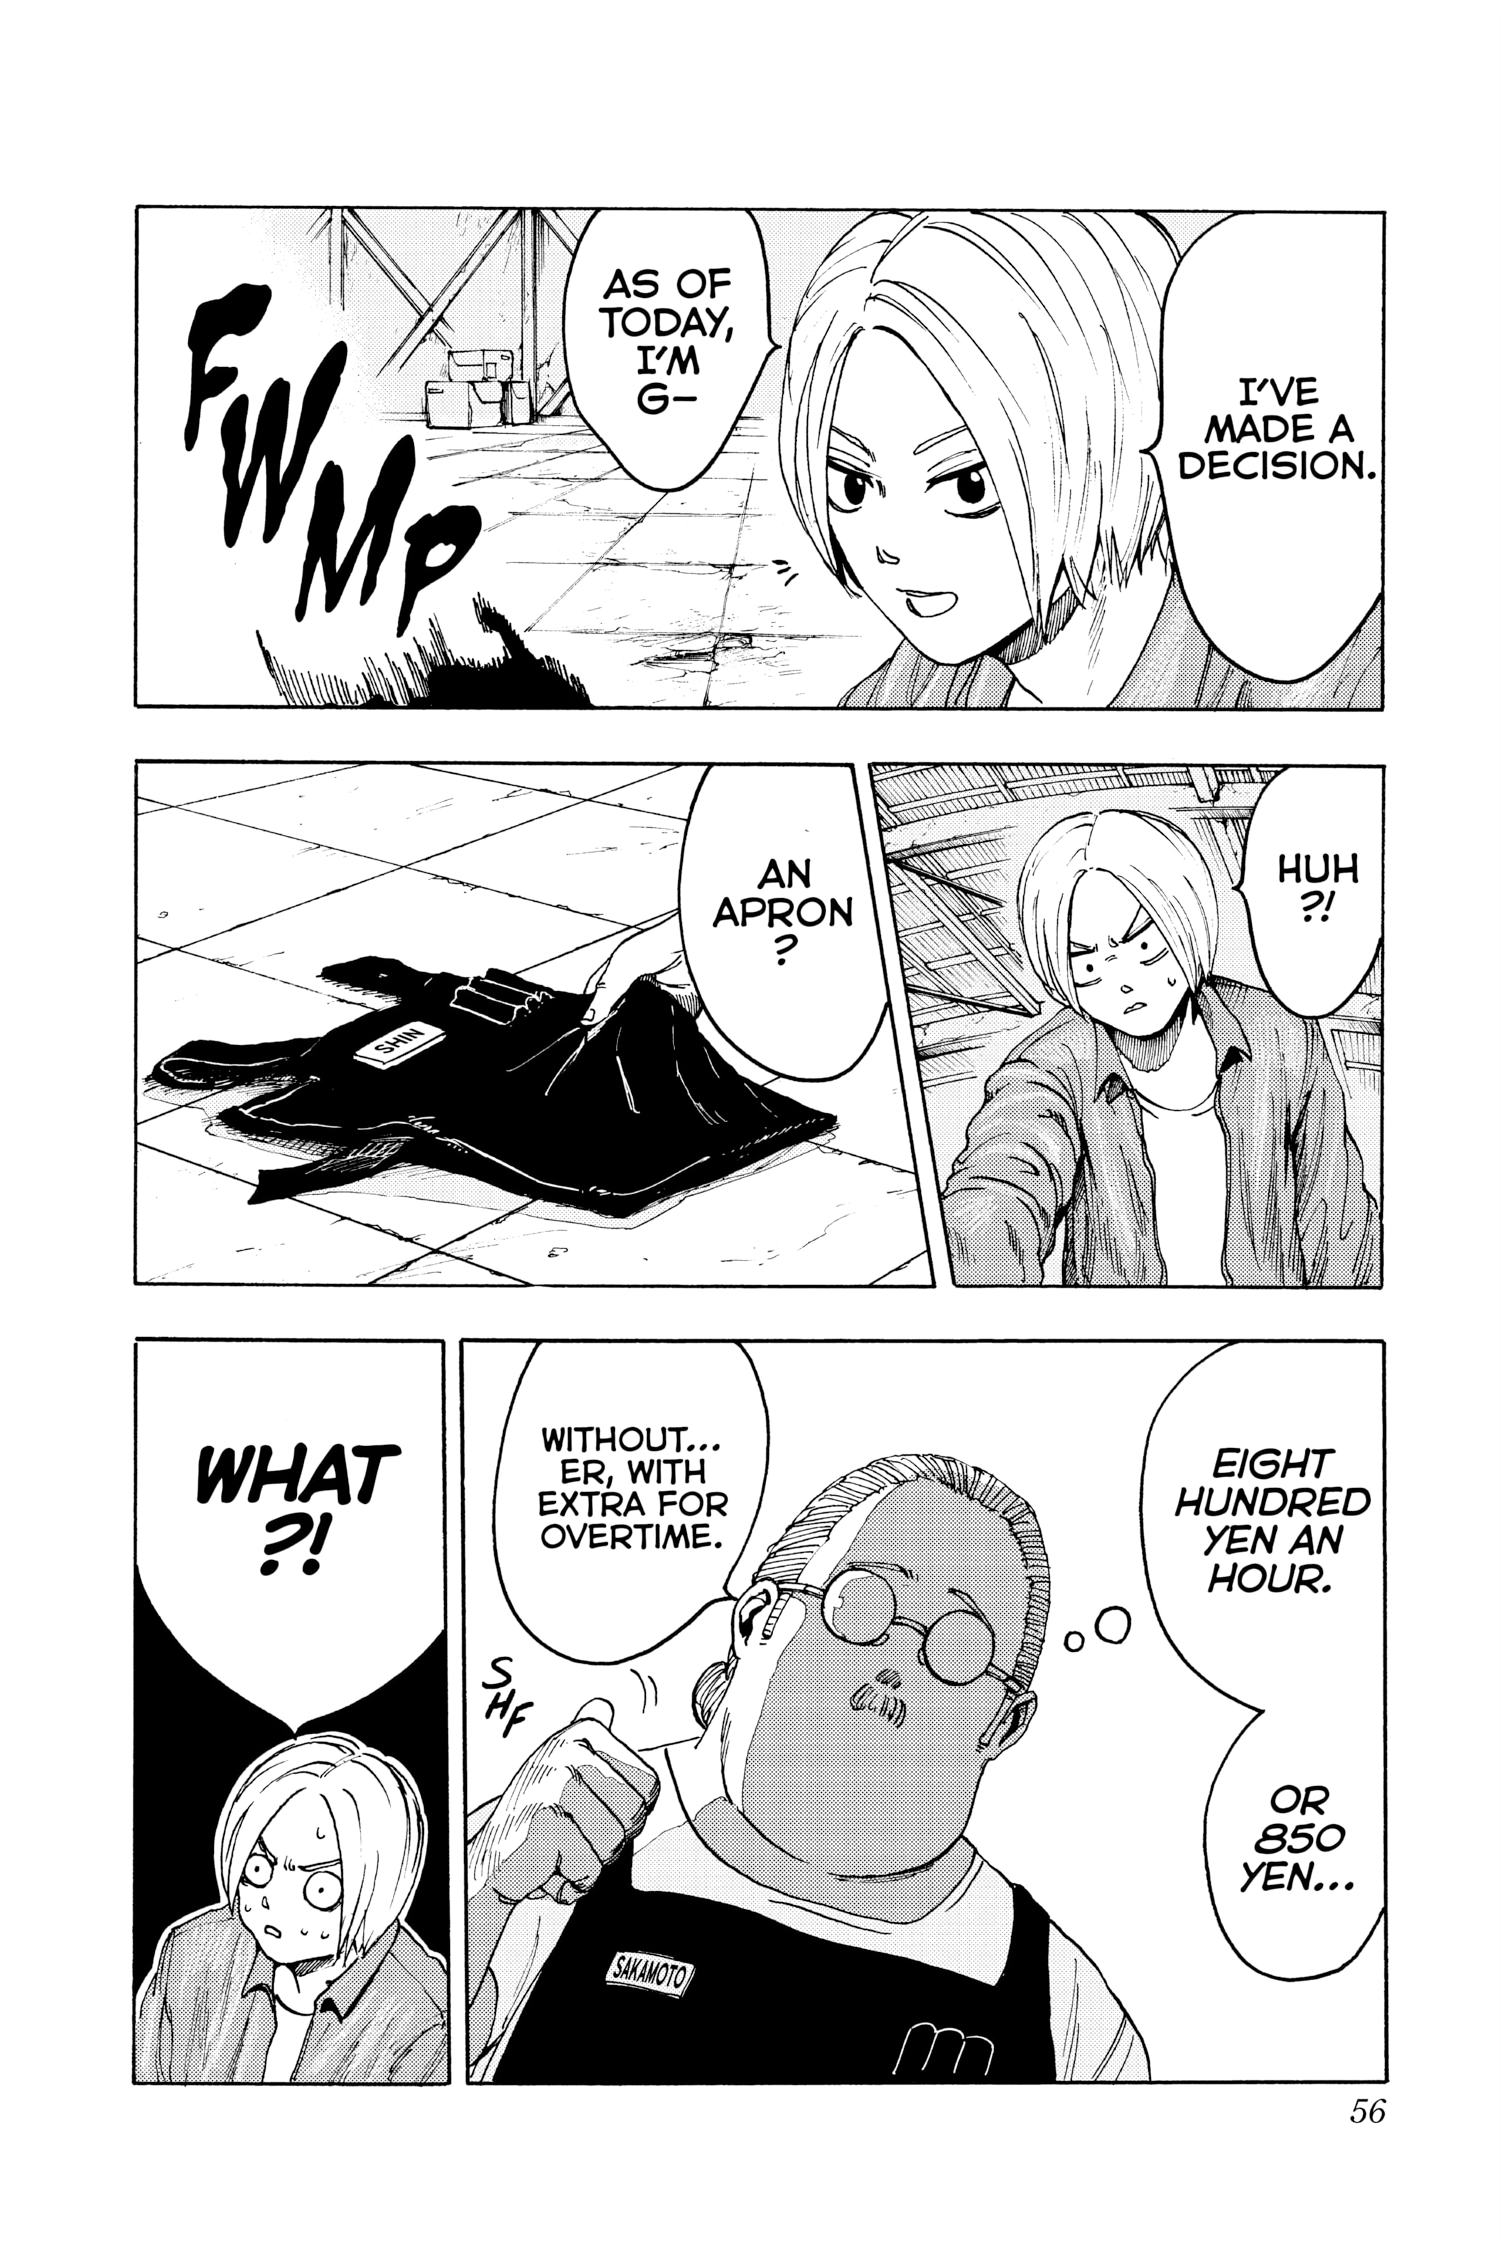 I'VE
MADE A
DECISION.
AS OF
TODAY,
I'M
G–
FWMP
HUH
?!
AN
APRON
?
SHIN
EIGHT
HUNDRED
YEN AN
HOUR.
OR
850
YEN...
WITHOUT...
ER, WITH
EXTRA FOR
OVERTIME.
SHF
SAKAMOTO
WHAT
?!
56